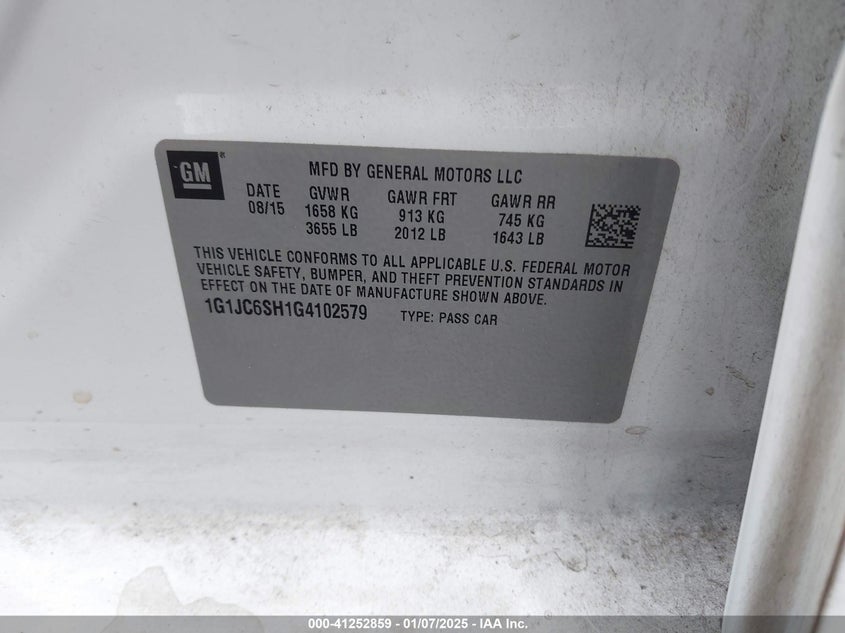 GM®
MFD BY GENERAL MOTORS LLC
DATE GVWR GAWR FRT GAWR RR
08/15 1658 KG 913 KG 745 KG
3655 LB 2012 LB 1643 LB
THIS VEHICLE CONFORMS TO ALL APPLICABLE U.S. FEDERAL MOTOR
VEHICLE SAFETY, BUMPER, AND THEFT PREVENTION STANDARDS IN
EFFECT ON THE DATE OF MANUFACTURE SHOWN ABOVE.
1G1JC6SH1G4102579 TYPE: PASS CAR
000-41252859 - 01/07/2025 - IAA Inc.